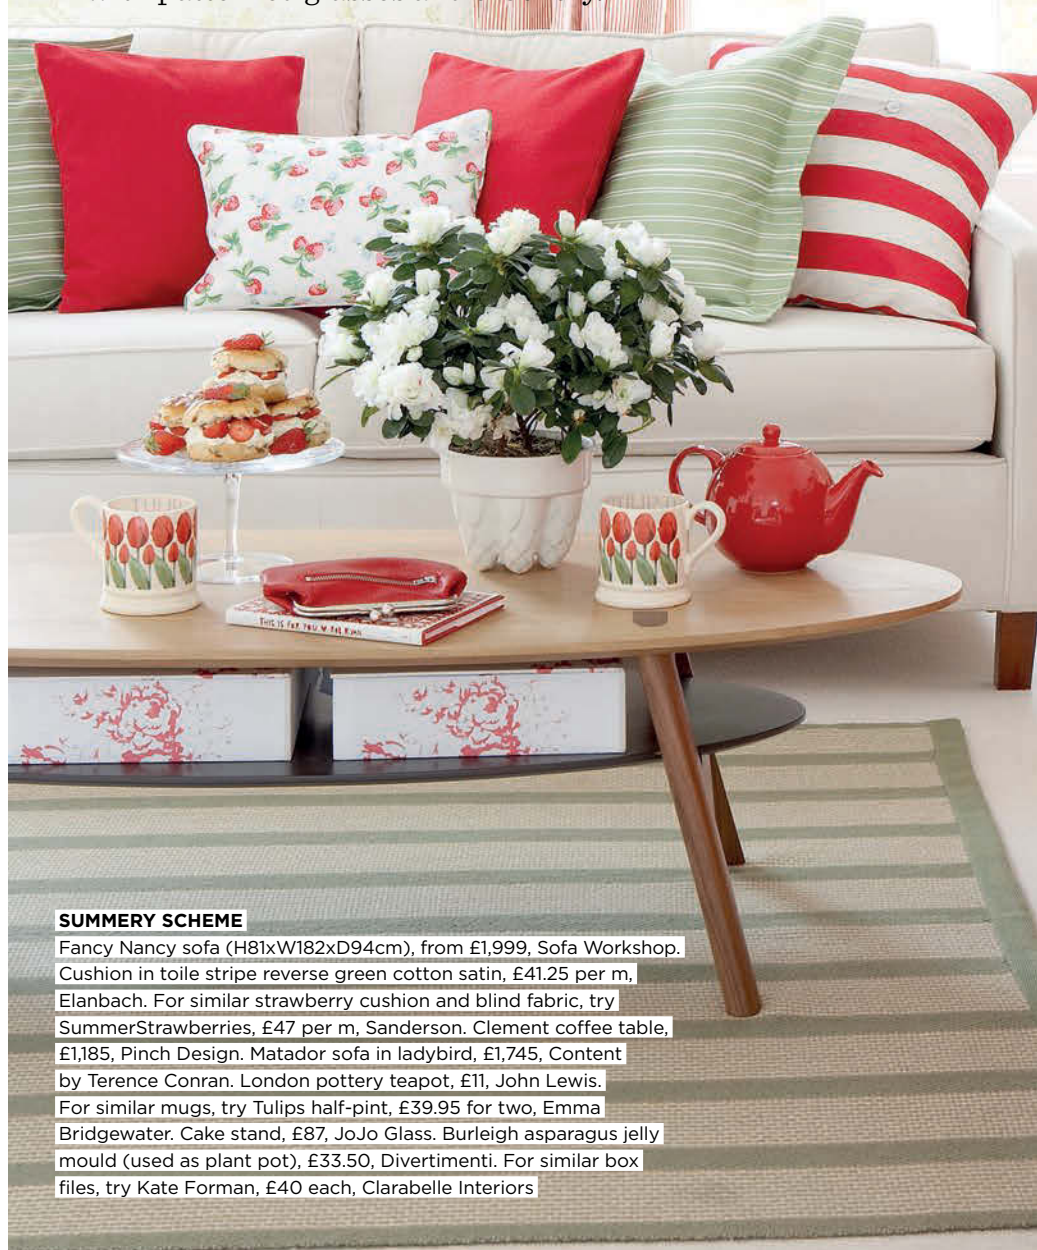 SUMMERY SCHEME
Fancy Nancy sofa (H81xW182xD94cm), from £1,999, Sofa Workshop.
Cushion in toile stripe reverse green cotton satin, £41.25 per m,
Elanbach. For similar strawberry cushion and blind fabric, try
SummerStrawberries, £47 per m, Sanderson. Clement coffee table,
£1,185, Pinch Design. Matador sofa in ladybird, £1,745, Content
by Terence Conran. London pottery teapot, £11, John Lewis.
For similar mugs, try Tulips half-pint, £39.95 for two, Emma
Bridgewater. Cake stand, £87, JoJo Glass. Burleigh asparagus jelly
mould (used as plant pot), £33.50, Divertimenti. For similar box
files, try Kate Forman, £40 each, Clarabelle Interiors
THIS IS FOR YOU